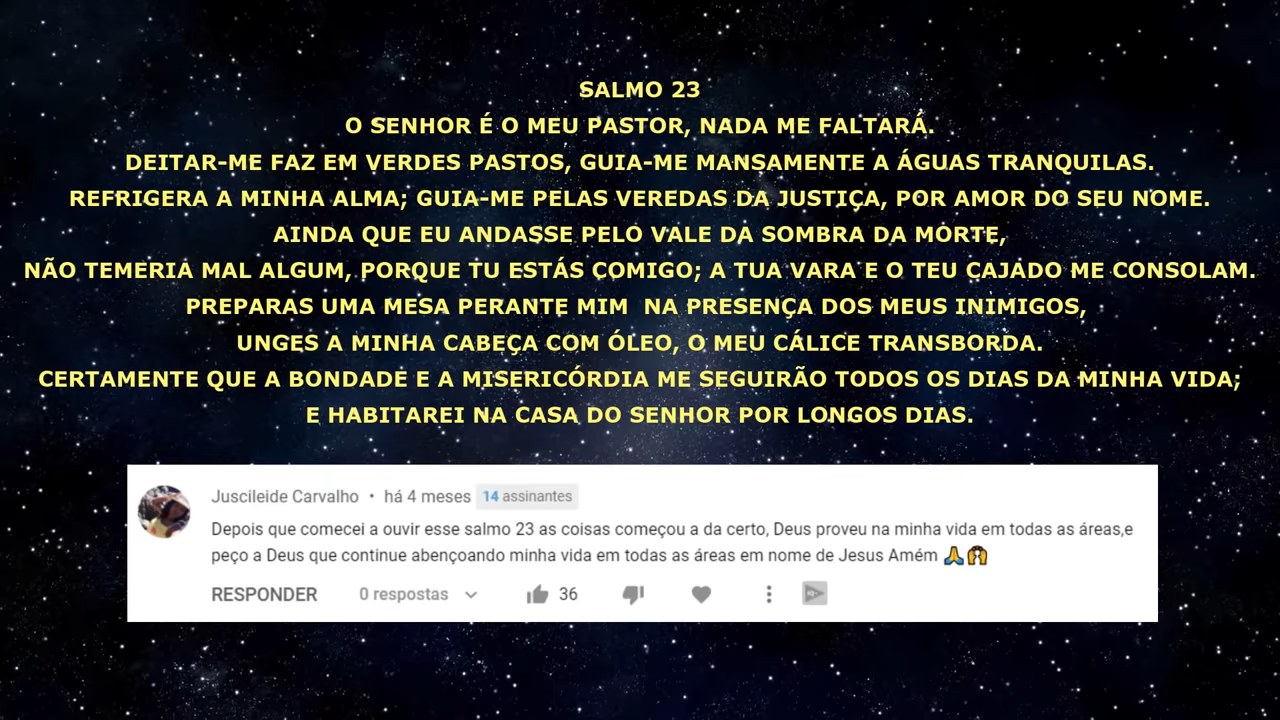 SALMO 23
O SENHOR É O MEU PASTOR, NADA ME FALTARÁ.
DEITAR-ME FAZ EM VERDES PASTOS, GUIA-ME MANSAMENTE A ÁGUAS TRANQUILAS.
REFRIGERA A MINHA ALMA; GUIA-ME PELAS VEREDAS DA JUSTIÇA, POR AMOR DO SEU NOME.
AINDA QUE EU ANDASSE PELO VALE DA SOMBRA DA MORTE,
NÃO TEMERIA MAL ALGUM, PORQUE TU ESTÁS COMIGO; A TUA VARA E O TEU CAJADO ME CONSOLAM.
PREPARAS UMA MESA PERANTE MIM  NA PRESENÇA DOS MEUS INIMIGOS,
UNGES A MINHA CABEÇA COM ÓLEO, O MEU CÁLICE TRANSBORDA.
CERTAMENTE QUE A BONDADE E A MISERICÓRDIA ME SEGUIRÃO TODOS OS DIAS DA MINHA VIDA;
E HABITAREI NA CASA DO SENHOR POR LONGOS DIAS.
Juscileide Carvalho • há 4 meses 14 assinantes
Depois que comecei a ouvir esse salmo 23 as coisas começou a da certo, Deus proveu na minha vida em todas as áreas,e
peço a Deus que continue abençoando minha vida em todas as áreas em nome de Jesus Amém 🙏🙌
RESPONDER 0 respostas 36